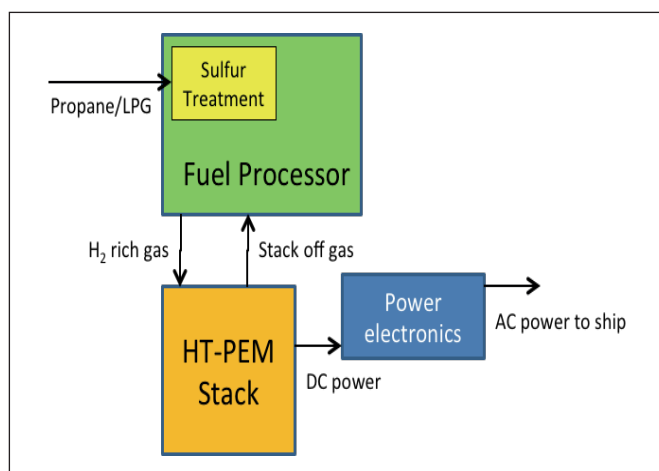 Sulfur
Treatment
Propane/LPG
Fuel Processor
H₂ rich gas
Stack off gas
HT-PEM
Stack
Power
electronics
DC power
AC power to ship